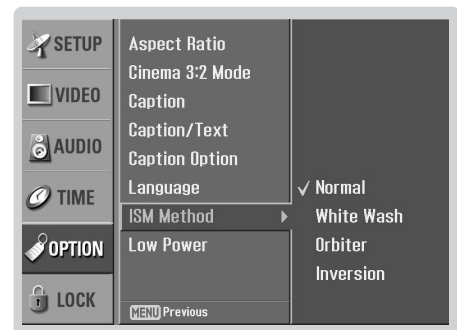 SETUP
VIDEO
AUDIO
TIME
OPTION
LOCK
Aspect Ratio
Cinema 3:2 Mode
Caption
Caption/Text
Caption Option
Language
ISM Method
Low Power
MENU Previous
Normal
White Wash
Orbiter
Inversion